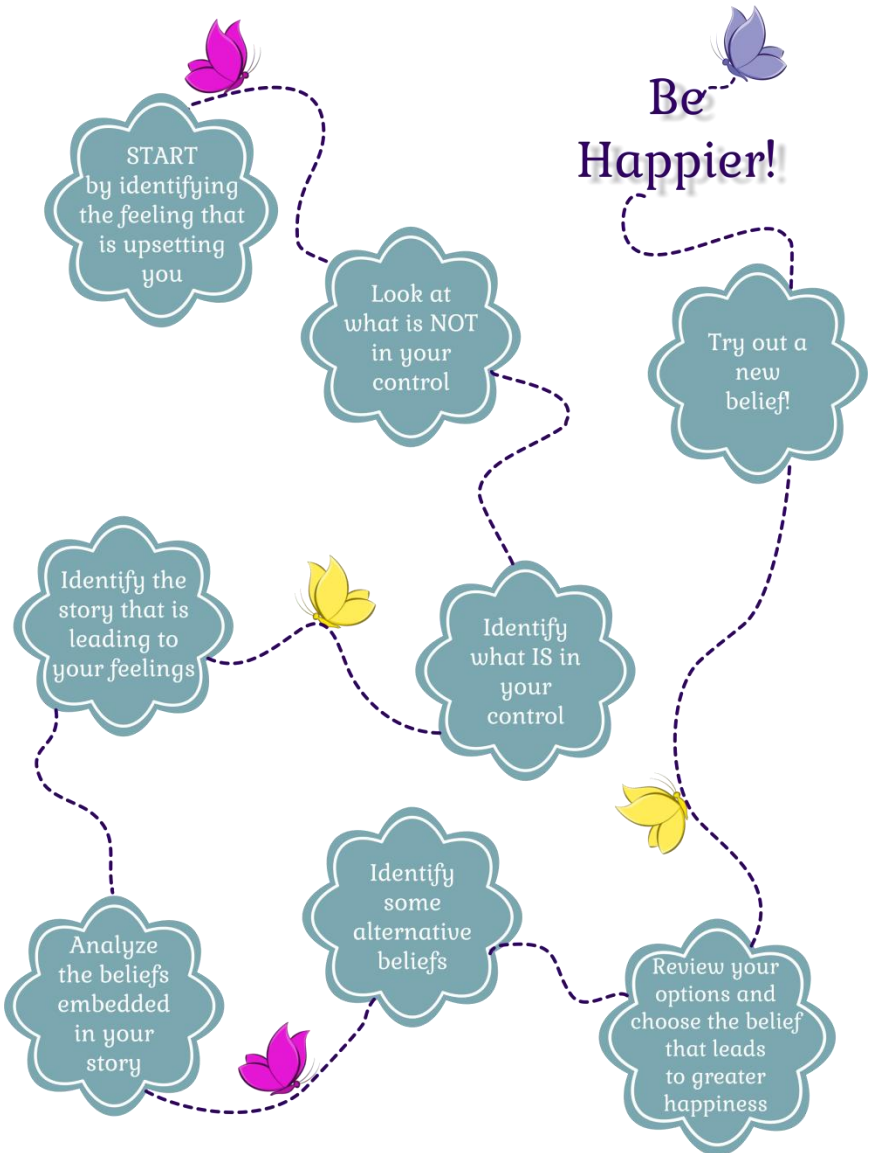 START
by identifying
the feeling that
is upsetting
you
Look at
what is NOT
in your
control
Identify
what IS in
your
control
Identify the
story that is
leading to
your feelings
Analyze
the beliefs
embedded
in your
story
Identify
some
alternative
beliefs
Review your
options and
choose the belief
that leads
to greater
happiness
Try out a
new
belief!
Be
Happier!